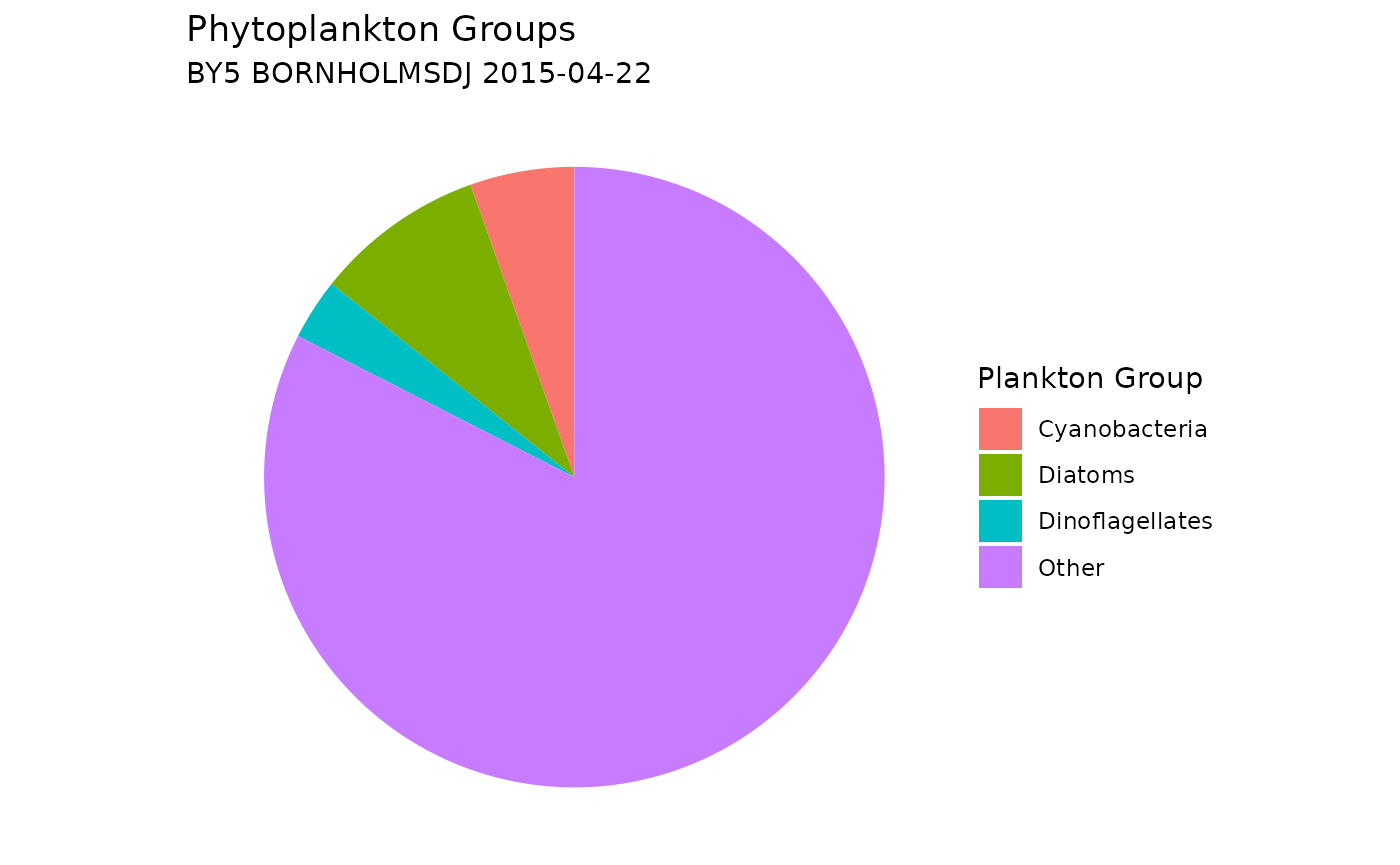 Phytoplankton Groups
BY5 BORNHOLMSDJ 2015-04-22
Plankton Group
Cyanobacteria
Diatoms
Dinoflagellates
Other